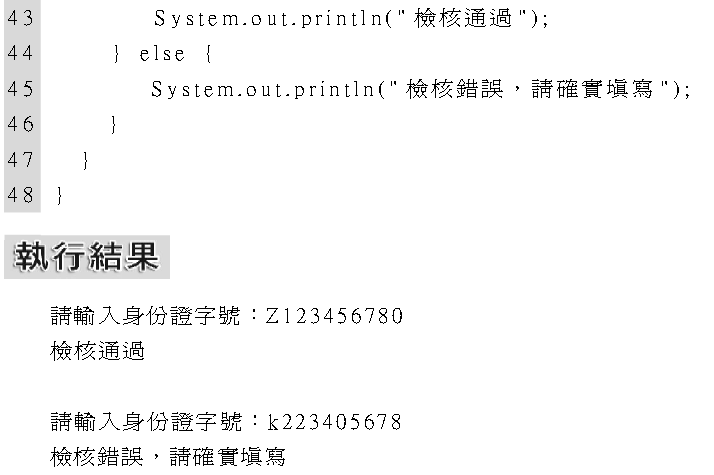 43 System.out.println("檢核通過");
44 } else {
45 System.out.println("檢核錯誤，請確實填寫");
46 }
47 }
48 }
執行結果
請輸入身份證字號：Z123456780
檢核通過
請輸入身份證字號：k223405678
檢核錯誤，請確實填寫